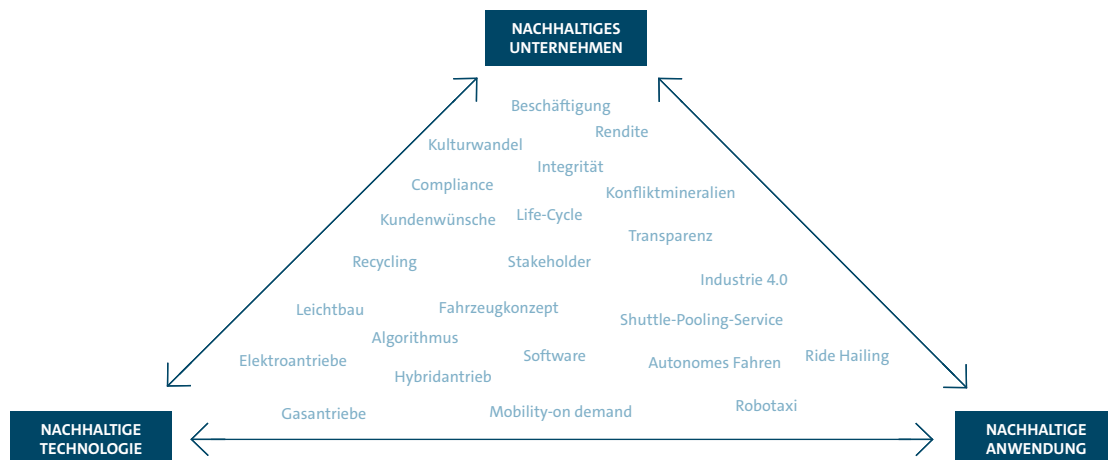 NACHHALTIGES
UNTERNEHMEN
Beschäftigung
Rendite
Kulturwandel
Integrität
Compliance
Konfliktmineralien
Life-Cycle
Kundenwünsche
Transparenz
Recycling
Stakeholder
Industrie 4.0
Leichtbau
Fahrzeugkonzept
Shuttle-Pooling-Service
Algorithmus
Elektroantriebe
Software
Autonomes Fahren
Ride Hailing
Hybridantrieb
Gasantriebe
Mobility-on demand
Robotaxi
NACHHALTIGE
TECHNOLOGIE
NACHHALTIGE
ANWENDUNG